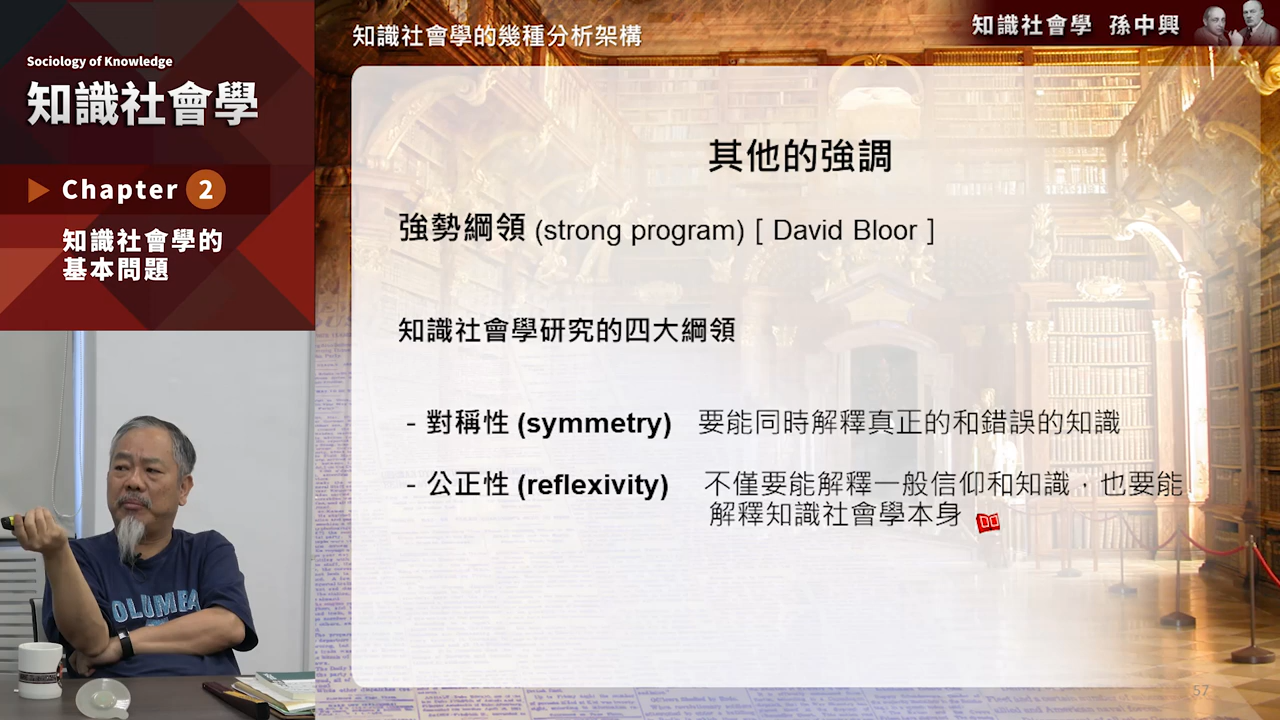 Sociology of Knowledge
知識社會學
Chapter 2
知識社會學的
基本問題
知識社會學的幾種分析架構
知識社會學 孫中興
其他的強調
強勢綱領 (strong program) [ David Bloor ]
知識社會學研究的四大綱領
- 對稱性 (symmetry) 要能同時解釋真正的和錯誤的知識
- 公正性 (reflexivity) 不僅要能解釋一般信仰和知識，也要能
解釋知識社會學本身
57